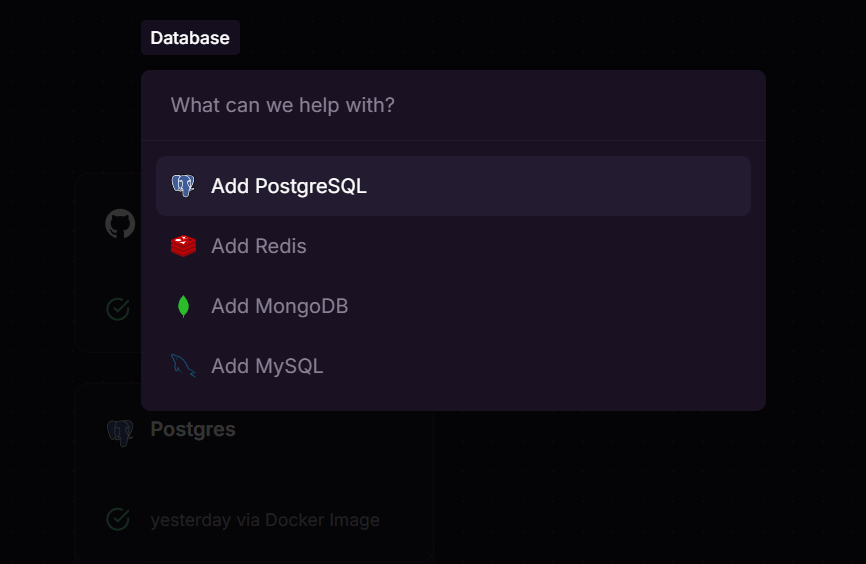 Database
What can we help with?
Add PostgreSQL
Add Redis
Add MongoDB
Add MySQL
Postgres
yesterday via Docker Image